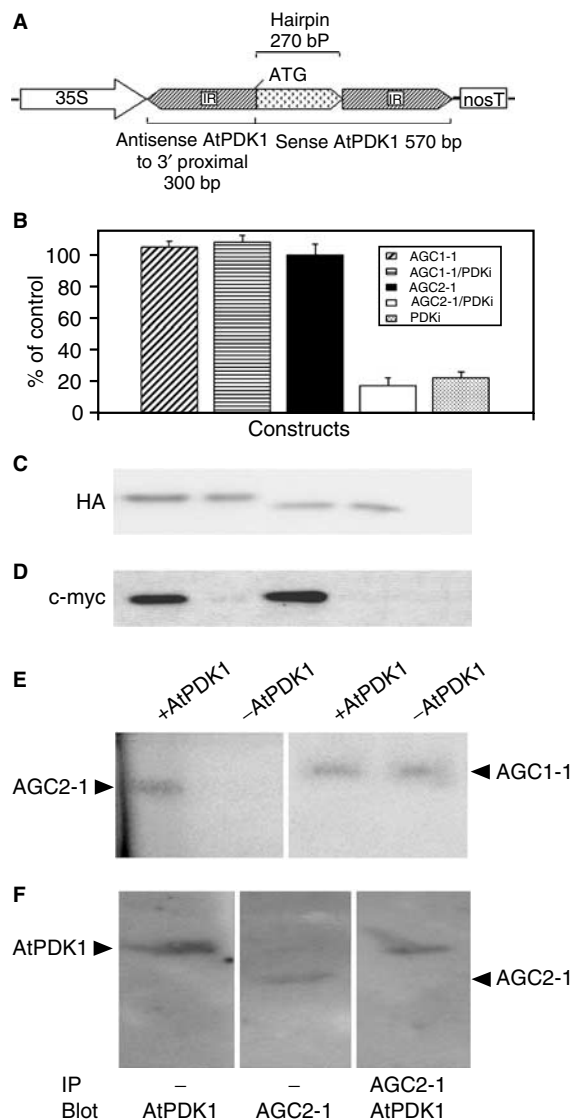 A
Hairpin
270 bP
ATG
35S
IR
IR
nosT
Antisense AtPDK1
to 3′ proximal
300 bp
Sense AtPDK1 570 bp
B
% of control
100
80
60
40
20
0
AGC1-1
AGC1-1/PDKi
AGC2-1
AGC2-1/PDKi
PDKi
Constructs
C
HA
D
c-myc
E
+AtPDK1
–AtPDK1
+AtPDK1
–AtPDK1
AGC2-1
AGC1-1
F
AtPDK1
AGC2-1
IP – – AGC2-1
Blot AtPDK1 AGC2-1 AtPDK1